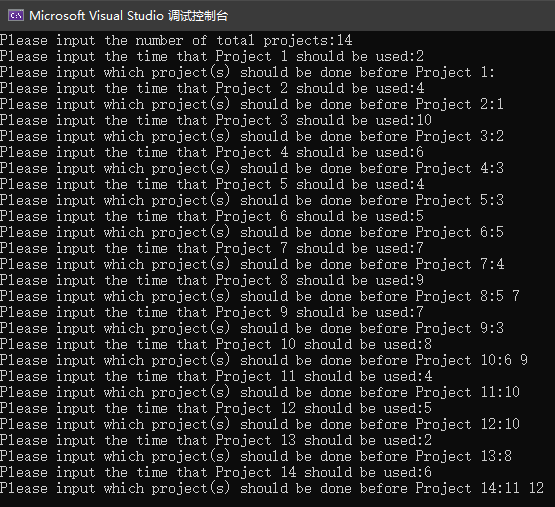 Microsoft Visual Studio 调试控制台
Please input the number of total projects:14
Please input the time that Project 1 should be used:2
Please input which project(s) should be done before Project 1:
Please input the time that Project 2 should be used:4
Please input which project(s) should be done before Project 2:1
Please input the time that Project 3 should be used:10
Please input which project(s) should be done before Project 3:2
Please input the time that Project 4 should be used:6
Please input which project(s) should be done before Project 4:3
Please input the time that Project 5 should be used:4
Please input which project(s) should be done before Project 5:3
Please input the time that Project 6 should be used:5
Please input which project(s) should be done before Project 6:5
Please input the time that Project 7 should be used:7
Please input which project(s) should be done before Project 7:4
Please input the time that Project 8 should be used:9
Please input which project(s) should be done before Project 8:5 7
Please input the time that Project 9 should be used:7
Please input which project(s) should be done before Project 9:3
Please input the time that Project 10 should be used:8
Please input which project(s) should be done before Project 10:6 9
Please input the time that Project 11 should be used:4
Please input which project(s) should be done before Project 11:10
Please input the time that Project 12 should be used:5
Please input which project(s) should be done before Project 12:10
Please input the time that Project 13 should be used:2
Please input which project(s) should be done before Project 13:8
Please input the time that Project 14 should be used:6
Please input which project(s) should be done before Project 14:11 12